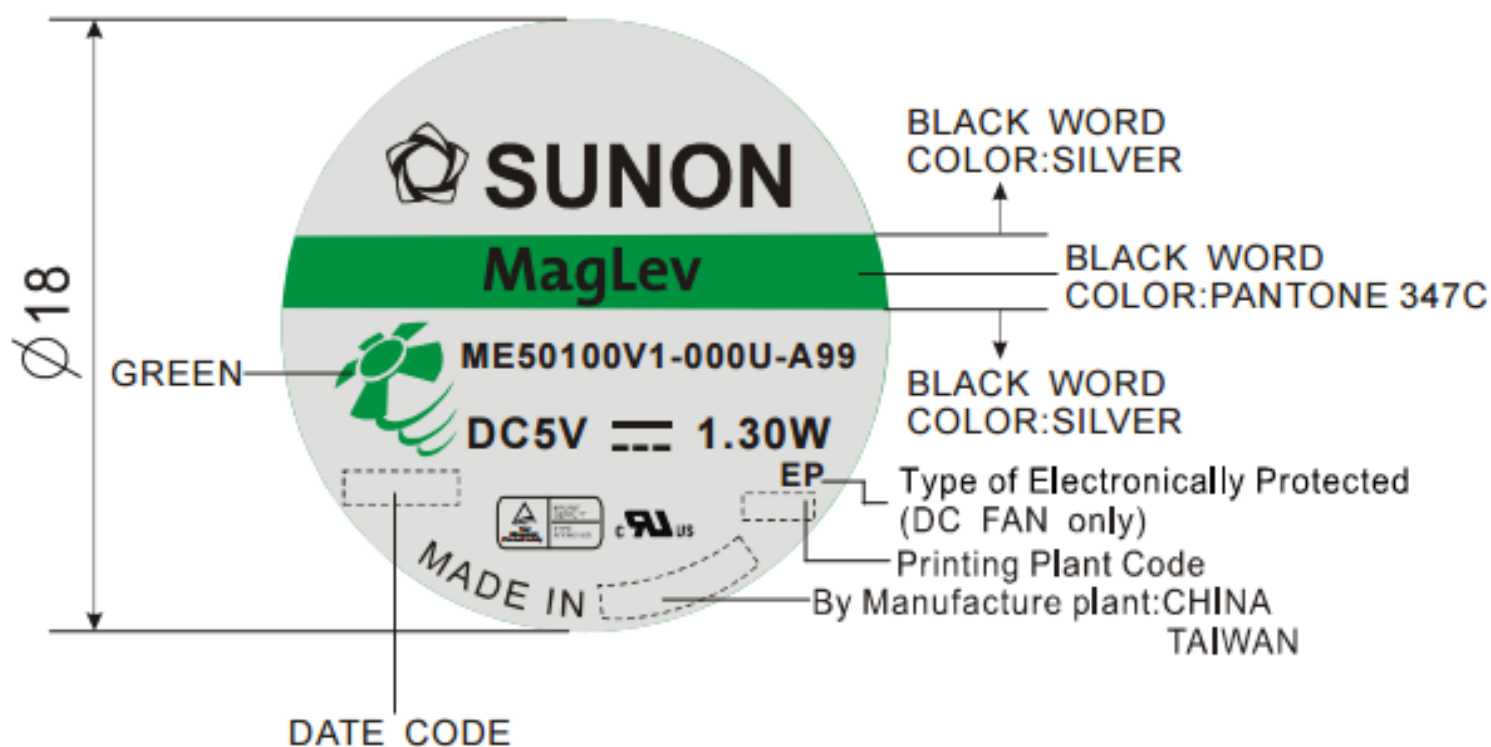 SUNON
MagLev
ME50100V1-000U-A99
DC5V 1.30W
EP
C US
MADE IN
Ø18
GREEN
DATE CODE
BLACK WORD
COLOR:SILVER
BLACK WORD
COLOR:PANTONE 347C
BLACK WORD
COLOR:SILVER
Type of Electronically Protected
(DC FAN only)
Printing Plant Code
By Manufacture plant:CHINA
TAIWAN